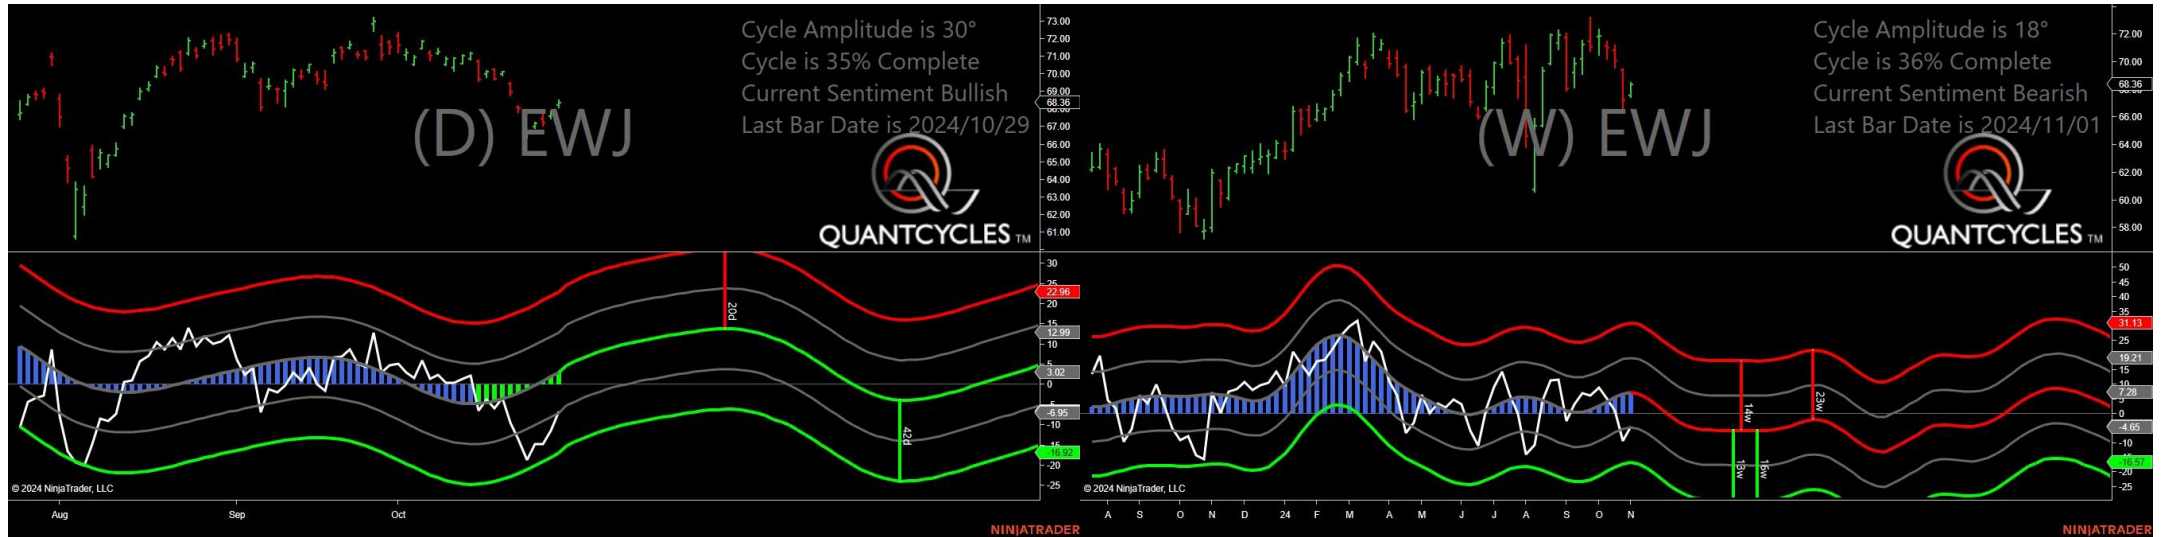 Cycle Amplitude is 30°
Cycle is 35% Complete
Current Sentiment Bullish
Last Bar Date is 2024/10/29
(D) EWJ
QUANTCYCLES TM
73.00
72.00
71.00
70.00
69.00
68.36
68.00
67.00
66.00
65.00
64.00
63.00
62.00
61.00
30
22.96
20
15
12.99
10
5
3.02
0
-5
-6.95
-10
-15
-16.92
-20
-25
20d
42d
© 2024 NinjaTrader, LLC
Aug Sep Oct
NINJATRADER
Cycle Amplitude is 18°
Cycle is 36% Complete
Current Sentiment Bearish
Last Bar Date is 2024/11/01
(W) EWJ
QUANTCYCLES TM
72.00
70.00
68.36
66.00
64.00
62.00
60.00
58.00
50
45
40
35
31.13
25
19.21
15
10
7.28
5
0
-4.65
-10
-16.57
-20
-25
14w
23w
13w
16w
© 2024 NinjaTrader, LLC
A S O N D 24 F M A M J J A S O N
NINJATRADER